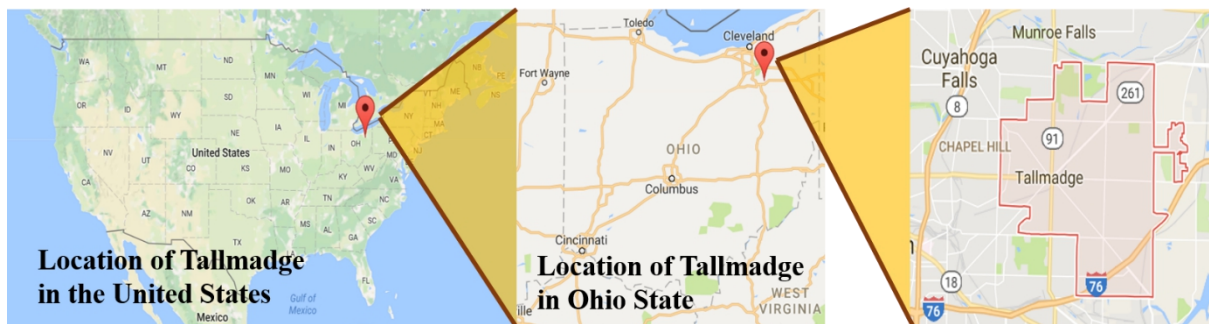 WA
MT
ND
MN
OR
ID
SD
WI
MI
WY
NE
IA
NV
UT
CO
United States
KS
MO
IL
IN
OH
KY
WV
CA
AZ
NM
OK
AR
TN
NC
SC
MS
AL
GA
TX
LA
FL
NB
PE
NS
NH
MA
CT
NY
NJ
Gulf of
Mexico
Mexico
Location of Tallmadge
in the United States
Toledo
Cleveland
Fort Wayne
OHIO
Columbus
Cincinnati
WEST
VIRGINIA
ville
Location of Tallmadge
in Ohio State
Munroe Falls
Cuyahoga
Falls
8
261
91
CHAPEL HILL
Tallmadge
18
76
76